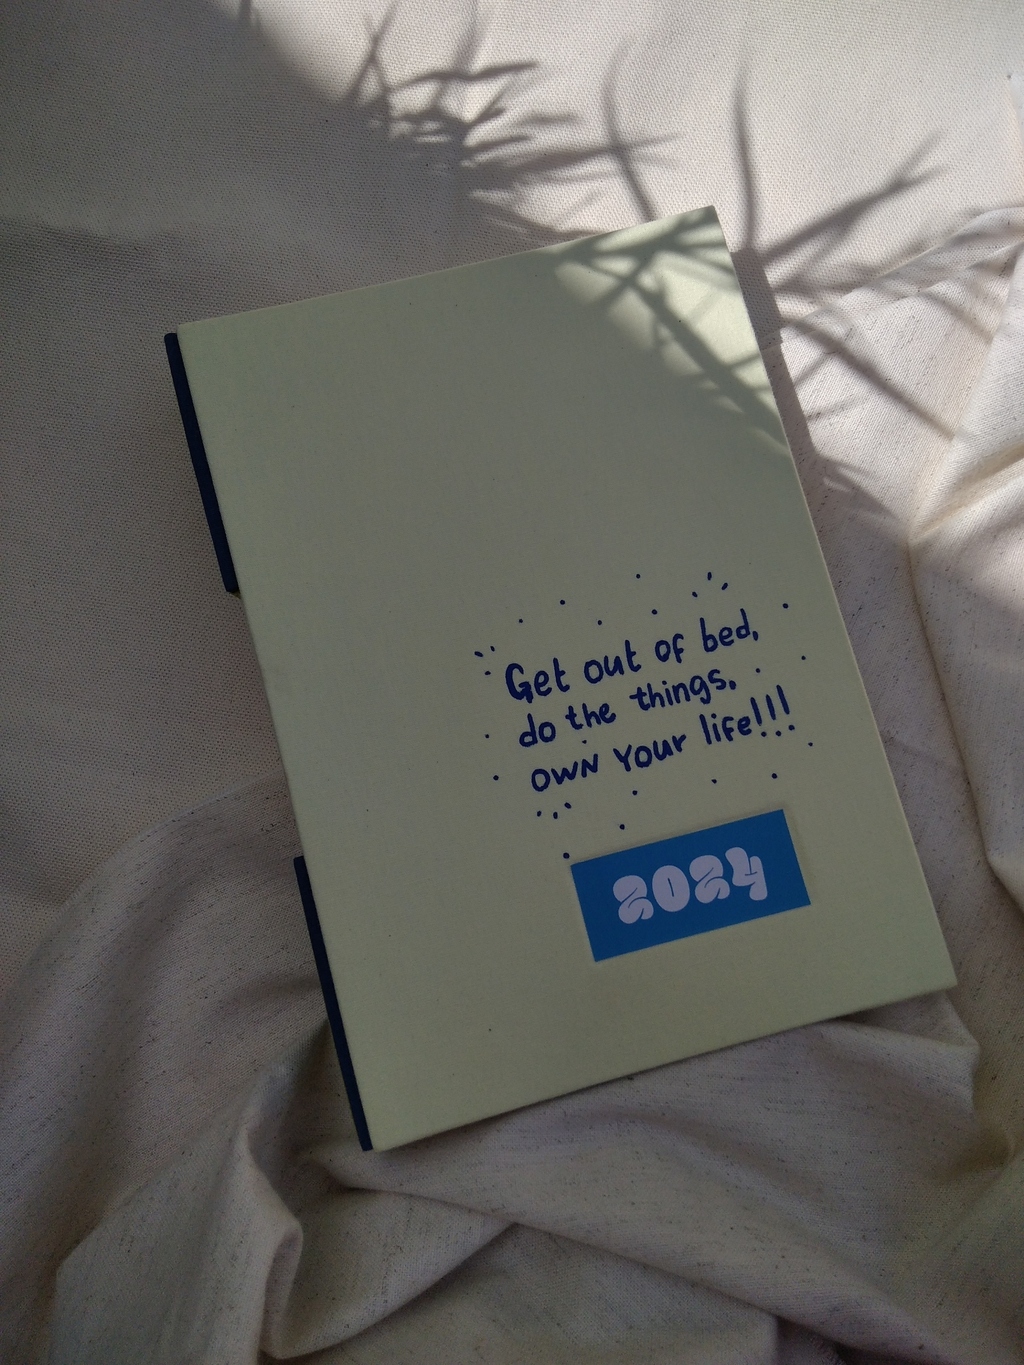 Get out of bed,
do the things,
own your life!!!
2024